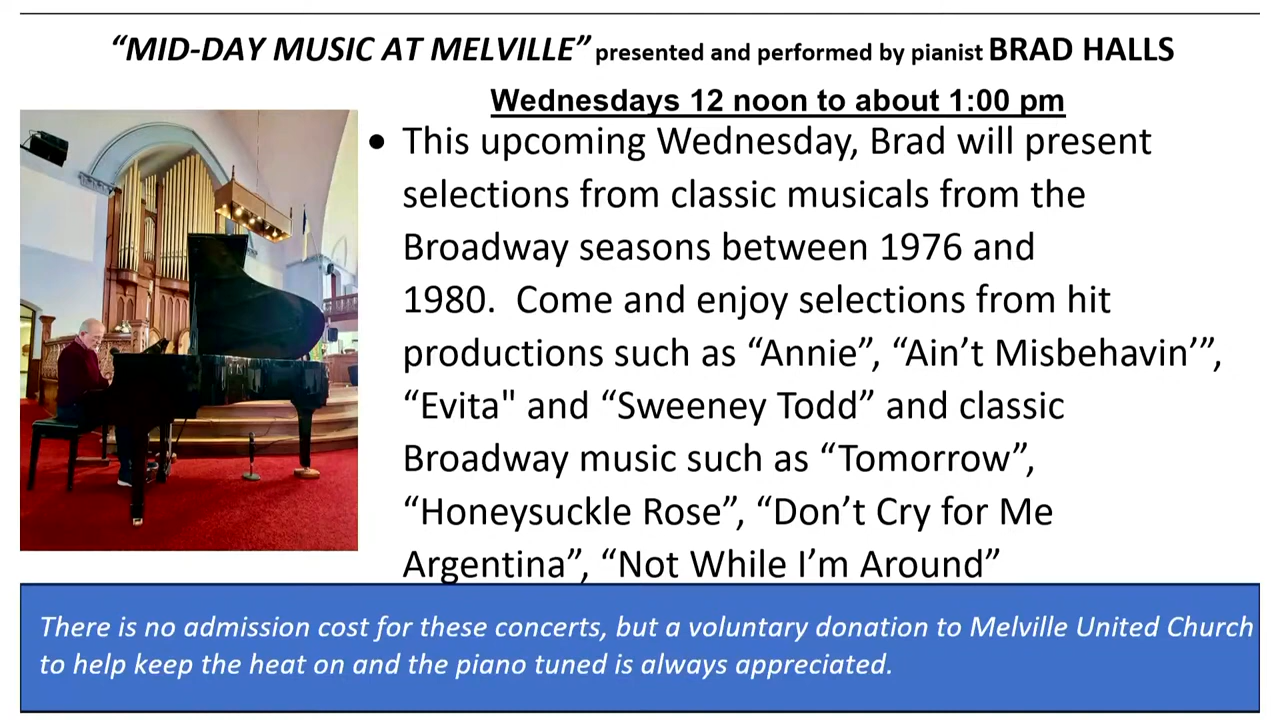 “MID-DAY MUSIC AT MELVILLE” presented and performed by pianist BRAD HALLS
Wednesdays 12 noon to about 1:00 pm
• This upcoming Wednesday, Brad will present
selections from classic musicals from the
Broadway seasons between 1976 and
1980.  Come and enjoy selections from hit
productions such as “Annie”, “Ain’t Misbehavin’”,
“Evita" and “Sweeney Todd” and classic
Broadway music such as “Tomorrow”,
“Honeysuckle Rose”, “Don’t Cry for Me
Argentina”, “Not While I’m Around”
There is no admission cost for these concerts, but a voluntary donation to Melville United Church
to help keep the heat on and the piano tuned is always appreciated.